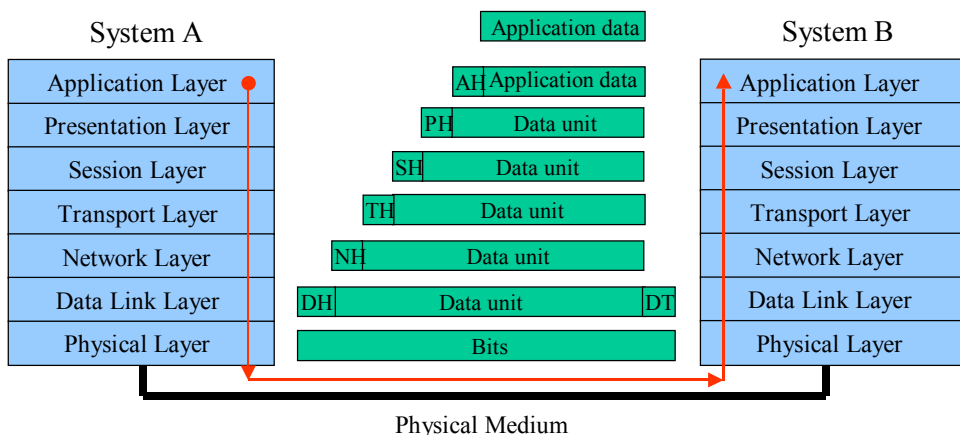 System A
Application Layer
Presentation Layer
Session Layer
Transport Layer
Network Layer
Data Link Layer
Physical Layer
Application data
AH Application data
PH Data unit
SH Data unit
TH Data unit
NH Data unit
DH Data unit DT
Bits
System B
Application Layer
Presentation Layer
Session Layer
Transport Layer
Network Layer
Data Link Layer
Physical Layer
Physical Medium